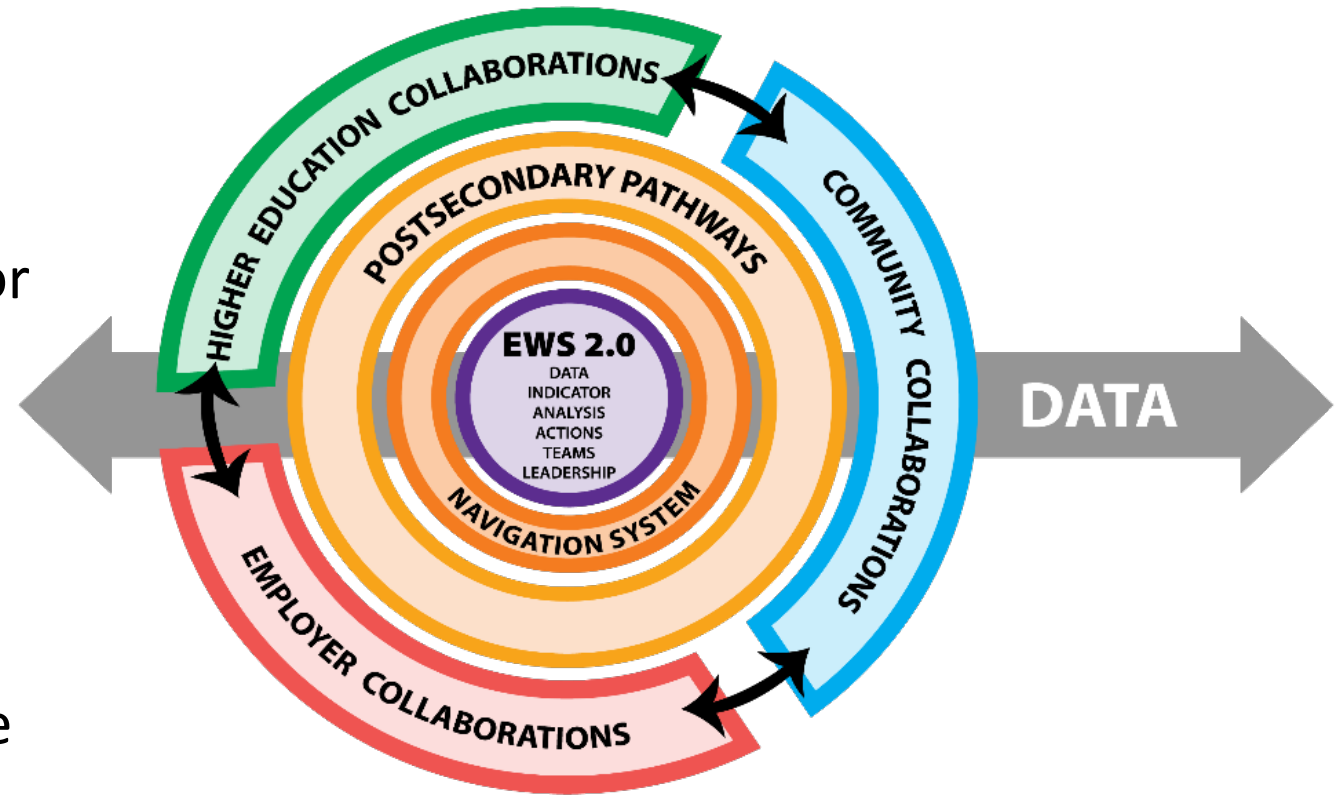 HIGHER EDUCATION COLLABORATIONS
COMMUNITY COLLABORATIONS
POSTSECONDARY PATHWAYS
or
EWS 2.0
DATA
INDICATOR
ANALYSIS
ACTIONS
TEAMS
LEADERSHIP
DATA
NAVIGATION SYSTEM
EMPLOYER COLLABORATIONS
e